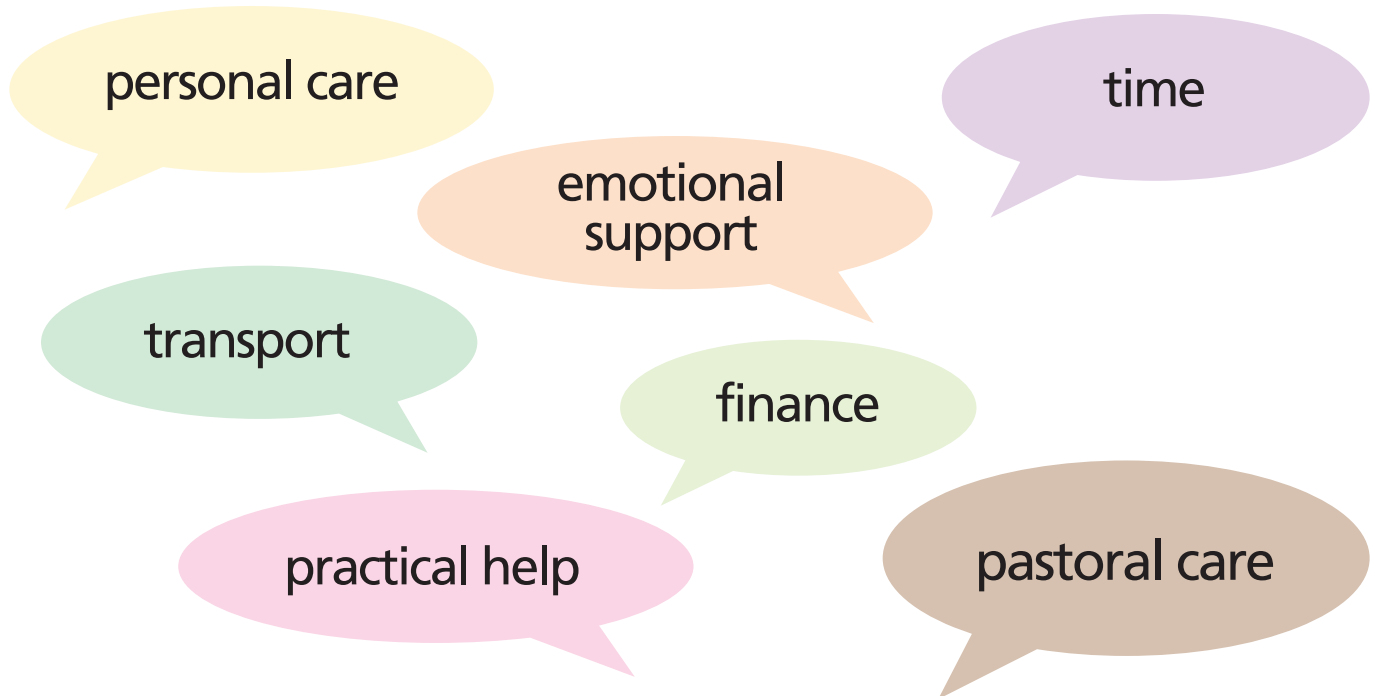 personal care
time
emotional
support
transport
finance
practical help
pastoral care